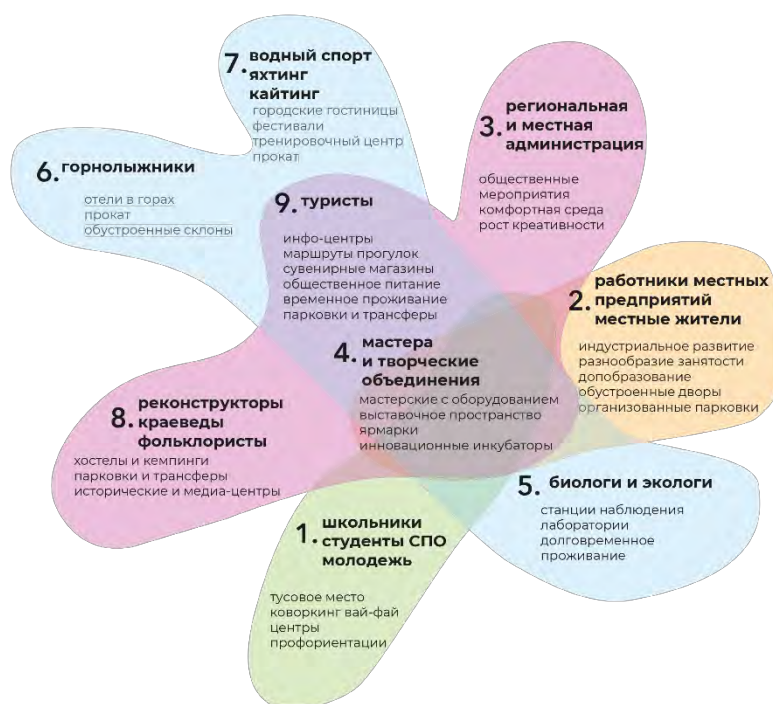 7. водный спорт
яхтинг
кайтинг
городские гостиницы
фестивали
тренировочный центр
прокат
3. региональная
и местная
администрация
общественные
мероприятия
комфортная среда
рост креативности
6. горнолыжники
отели в горах
прокат
обустроенные склоны
9. туристы
инфо-центры
маршруты прогулок
сувенирные магазины
общественное питание
временное проживание
парковки и трансферы
2. работники местных
предприятий
местные жители
индустриальное развитие
разнообразие занятости
допобразование
обустроенные дворы
организованные парковки
4. мастера
и творческие
объединения
мастерские с оборудованием
выставочное пространство
ярмарки
инновационные инкубаторы
8. реконструкторы
краеведы
фольклористы
хостелы и кемпинги
парковки и трансферы
исторические и медиа-центры
5. биологи и экологи
станции наблюдения
лаборатории
долговременное
проживание
1. школьники
студенты СПО
молодежь
тусовое место
коворкинг вай-фай
центры
профориентации